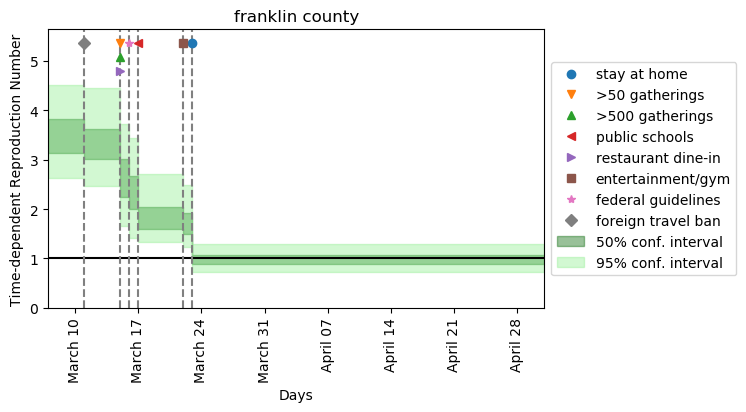 franklin county
Time-dependent Reproduction Number
5
4
3
2
1
0
March 10
March 17
March 24
March 31
April 07
April 14
April 21
April 28
Days
stay at home
>50 gatherings
>500 gatherings
public schools
restaurant dine-in
entertainment/gym
federal guidelines
foreign travel ban
50% conf. interval
95% conf. interval